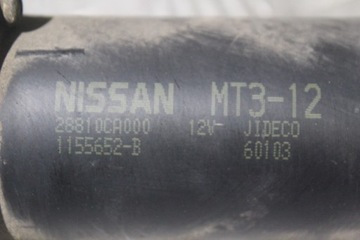 NISSAN MT3-12
28810CA000 12V- JIDECO
1155652-B 60103